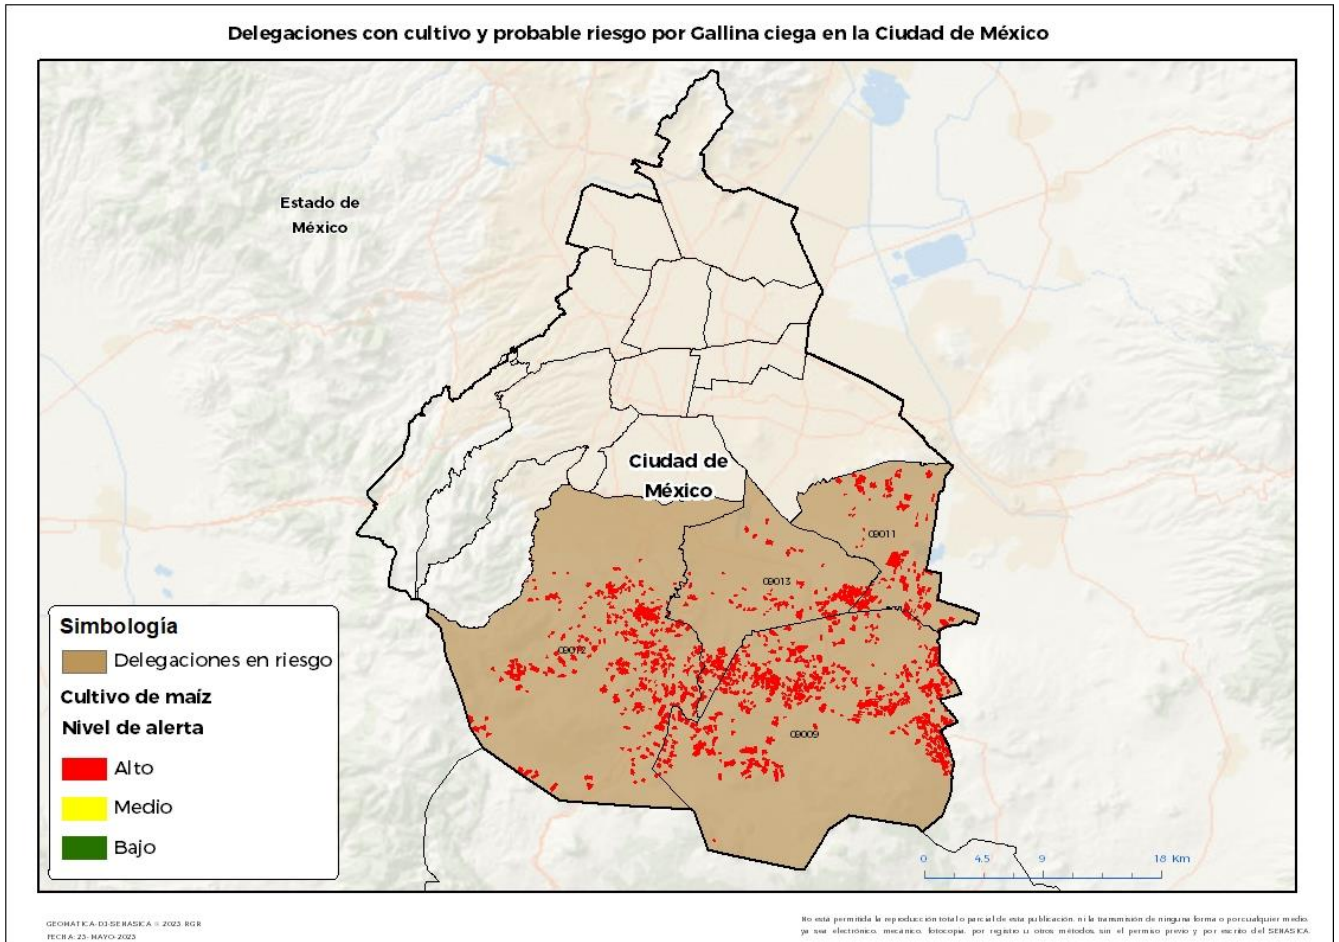 Delegaciones con cultivo y probable riesgo por Gallina ciega en la Ciudad de México
Estado de
México
Ciudad de
México
09011
09013
09012
09009
Simbología
Delegaciones en riesgo
Cultivo de maíz
Nivel de alerta
Alto
Medio
Bajo
0 4.5 9 18 Km
GEOMÁTICA-DJ-SENASICA © 2023 RGR
FECHA: 23-MAYO-2023
No está permitida la reproducción total o parcial de esta publicación, ni la transmisión de ninguna forma o por cualquier medio,
ya sea electrónico, mecánico, fotocopia, por registro u otros métodos, sin el permiso previo y por escrito del SENASICA.